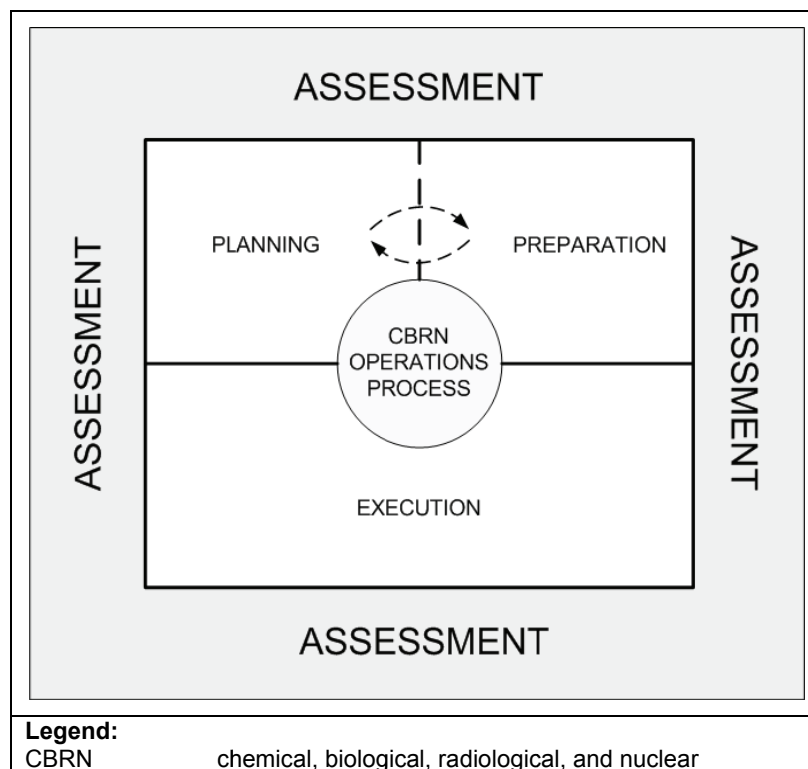 ASSESSMENT
PLANNING
PREPARATION
ASSESSMENT
ASSESSMENT
CBRN
OPERATIONS
PROCESS
EXECUTION
ASSESSMENT
Legend:
CBRN chemical, biological, radiological, and nuclear